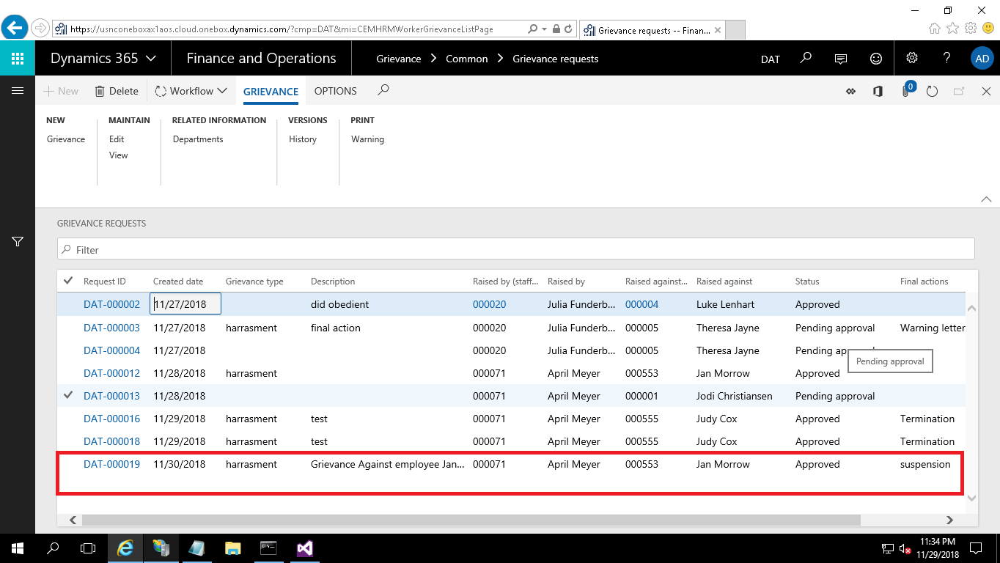 https://usnconeboxax1aos.cloud.onebox.dynamics.com/?cmp=DAT&mi=CEMHRMWorkerGrievanceListPage
Grievance requests -- Finan...
Dynamics 365
Finance and Operations
Grievance > Common > Grievance requests
DAT
?
AD
+ New
Delete
Workflow
GRIEVANCE
OPTIONS
0
NEW MAINTAIN RELATED INFORMATION VERSIONS PRINT
Grievance Edit Departments History Warning
View
GRIEVANCE REQUESTS
Filter
Request ID Created date Grievance type Description Raised by (staff... Raised by Raised against... Raised against Status Final actions
DAT-000002 11/27/2018 did obedient 000020 Julia Funderb... 000004 Luke Lenhart Approved
DAT-000003 11/27/2018 harrasment final action 000020 Julia Funderb... 000005 Theresa Jayne Pending approval Warning letter
DAT-000004 11/27/2018 000020 Julia Funderb... 000005 Theresa Jayne Pending ap
Pending approval
DAT-000012 11/28/2018 harrasment 000071 April Meyer 000553 Jan Morrow Approved
DAT-000013 11/28/2018 000071 April Meyer 000001 Jodi Christiansen Pending approval
DAT-000016 11/29/2018 harrasment test 000071 April Meyer 000555 Judy Cox Approved Termination
DAT-000018 11/29/2018 harrasment test 000071 April Meyer 000555 Judy Cox Approved Termination
DAT-000019 11/30/2018 harrasment Grievance Against employee Jan... 000071 April Meyer 000553 Jan Morrow Approved suspension
11:34 PM
11/29/2018